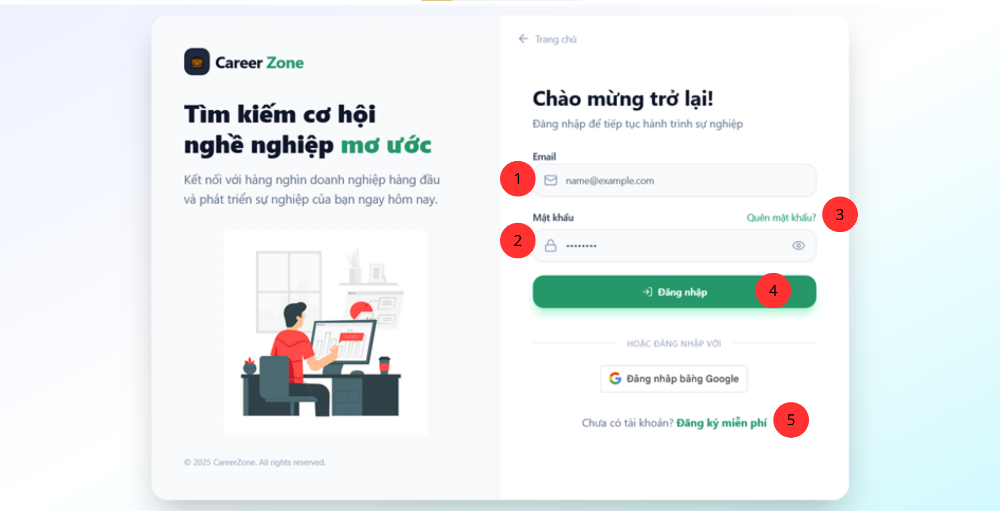 Career Zone
Tìm kiếm cơ hội
nghề nghiệp mơ ước
Kết nối với hàng nghìn doanh nghiệp hàng đầu
và phát triển sự nghiệp của bạn ngay hôm nay.
© 2025 CareerZone. All rights reserved.
Trang chủ
Chào mừng trở lại!
Đăng nhập để tiếp tục hành trình sự nghiệp
Email
1
name@example.com
Mật khẩu
Quên mật khẩu?
3
2
••••••••
Đăng nhập
4
HOẶC ĐĂNG NHẬP VỚI
Đăng nhập bằng Google
Chưa có tài khoản? Đăng ký miễn phí
5